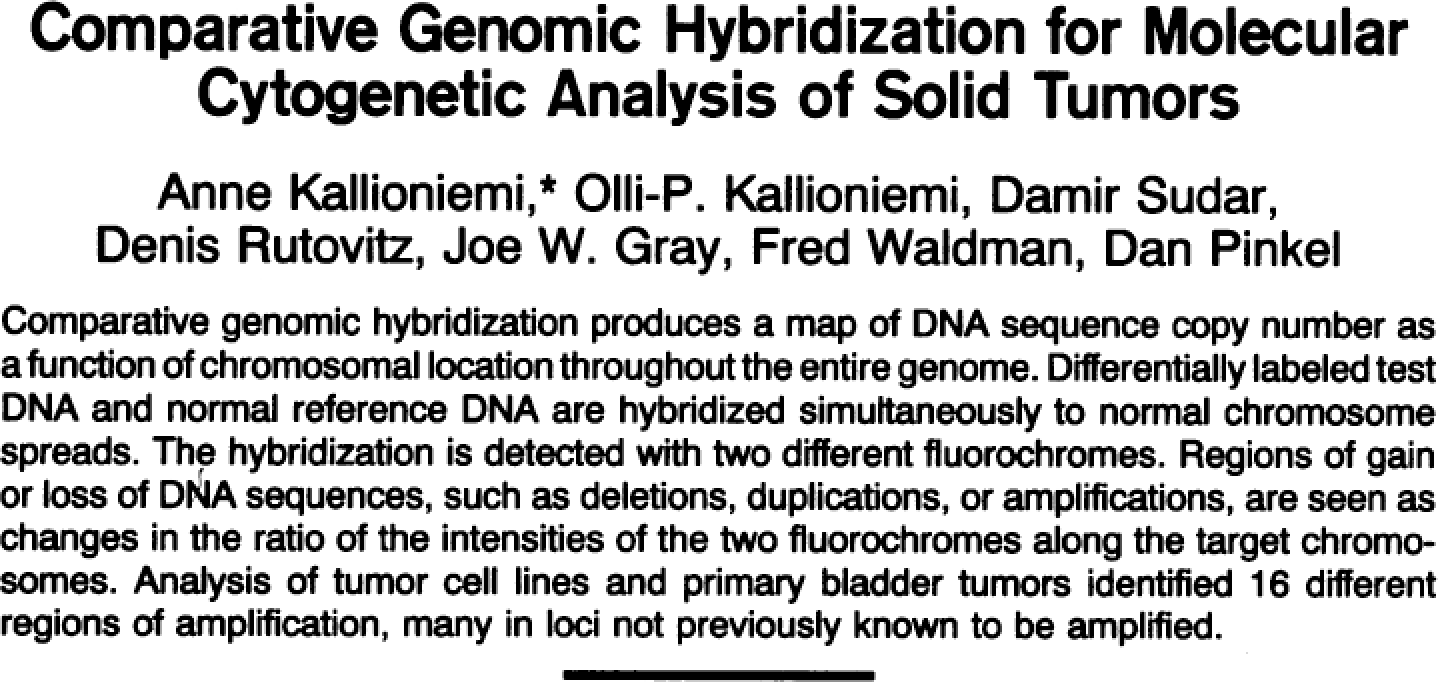 Comparative Genomic Hybridization for Molecular
Cytogenetic Analysis of Solid Tumors
Anne Kallioniemi,* Olli-P. Kallioniemi, Damir Sudar,
Denis Rutovitz, Joe W. Gray, Fred Waldman, Dan Pinkel
Comparative genomic hybridization produces a map of DNA sequence copy number as
a function of chromosomal location throughout the entire genome. Differentially labeled test
DNA and normal reference DNA are hybridized simultaneously to normal chromosome
spreads. The hybridization is detected with two different fluorochromes. Regions of gain
or loss of DNA sequences, such as deletions, duplications, or amplifications, are seen as
changes in the ratio of the intensities of the two fluorochromes along the target chromo-
somes. Analysis of tumor cell lines and primary bladder tumors identified 16 different
regions of amplification, many in loci not previously known to be amplified.